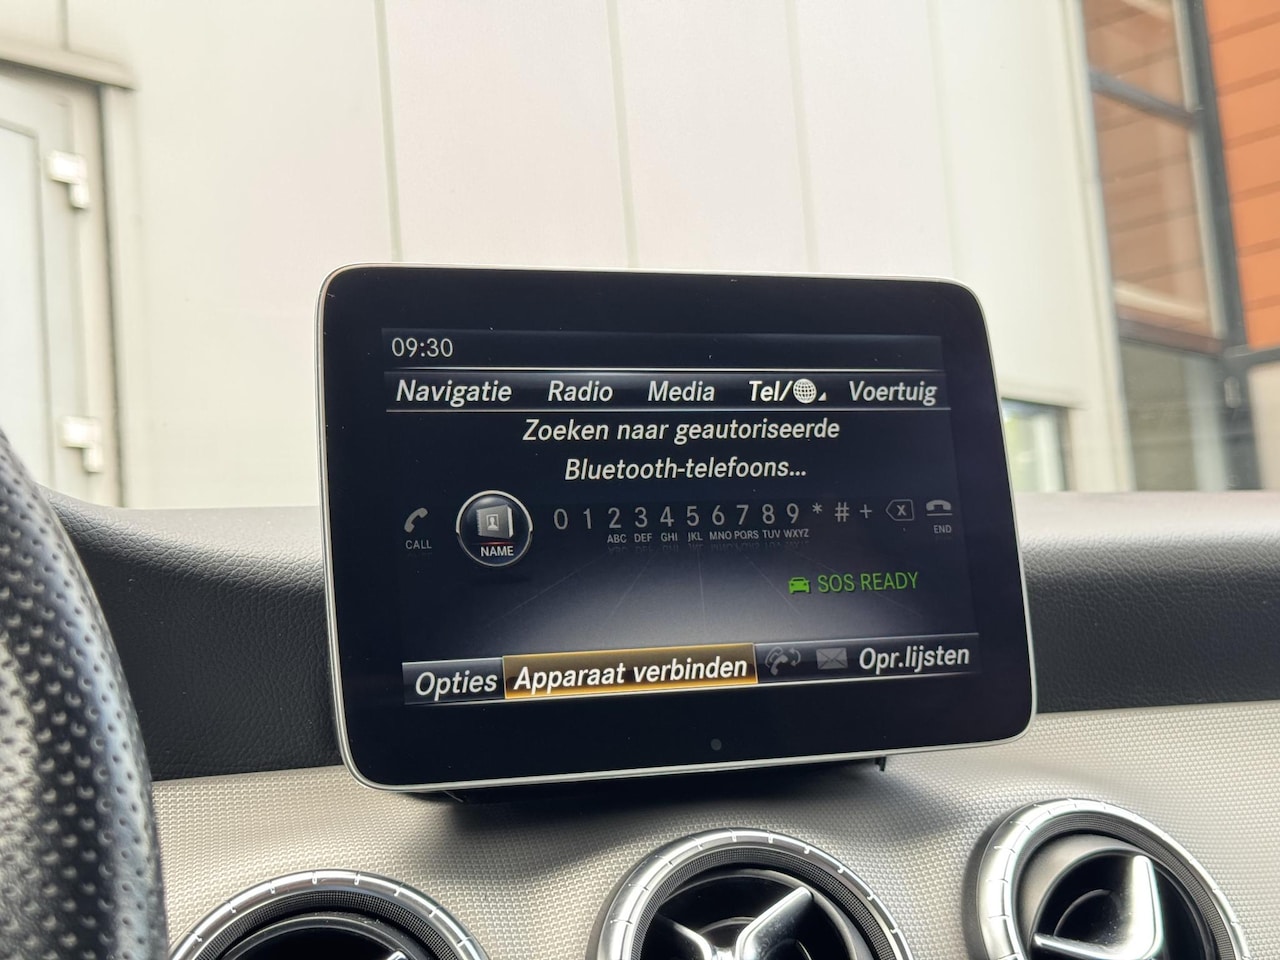 09:30
Navigatie Radio Media Tel/ Voertuig
Zoeken naar geautoriseerde
Bluetooth-telefoons...
0 1 2 3 4 5 6 7 8 9 * # + X
ABC DEF GHI JKL MNO PQRS TUV WXYZ
CALL NAME END
SOS READY
Opties Apparaat verbinden Opr.lijsten